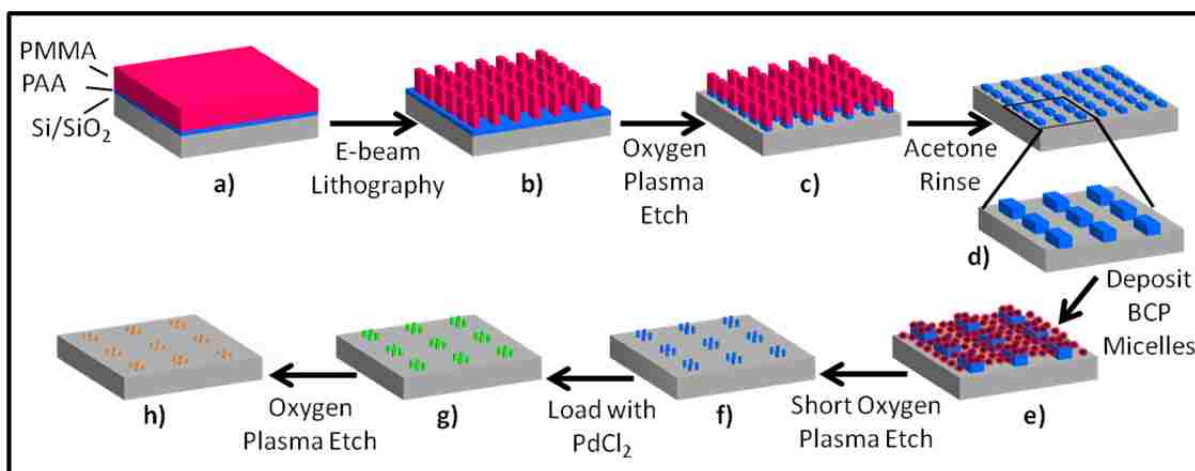 PMMA
PAA
Si/SiO₂
a)
E-beam
Lithography
b)
Oxygen
Plasma
Etch
c)
Acetone
Rinse
d)
Deposit
BCP
Micelles
e)
Short Oxygen
Plasma Etch
f)
Load with
PdCl₂
g)
Oxygen
Plasma Etch
h)